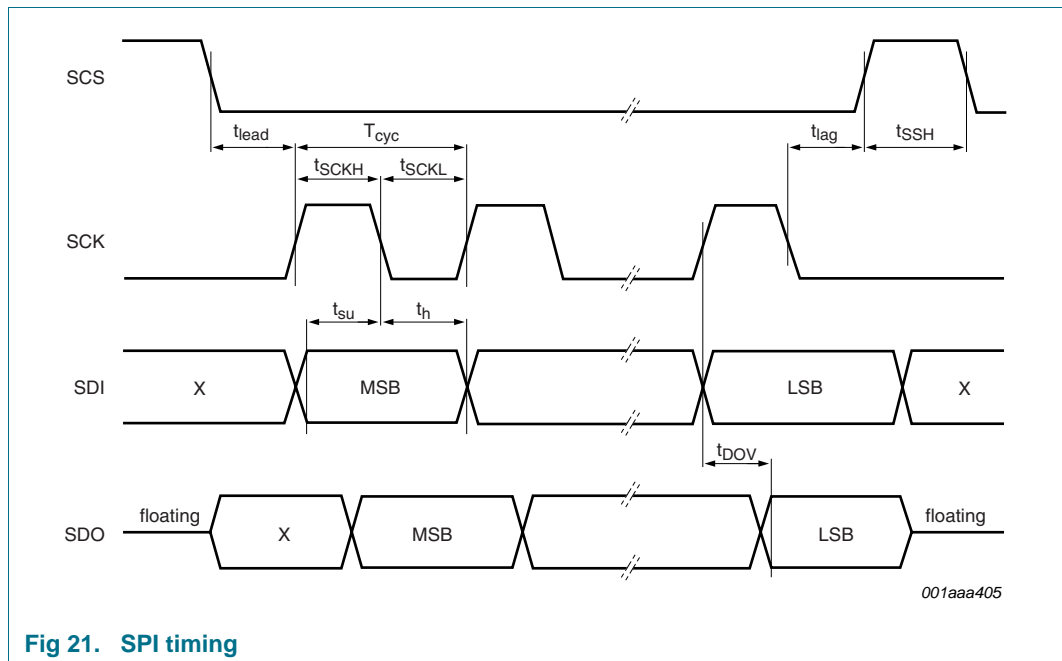 SCS
tlead
Tcyc
tlag
tSSH
tSCKH
tSCKL
SCK
tsu
th
SDI
X
MSB
LSB
X
tDOV
SDO
floating
X
MSB
LSB
floating
001aaa405
Fig 21. SPI timing